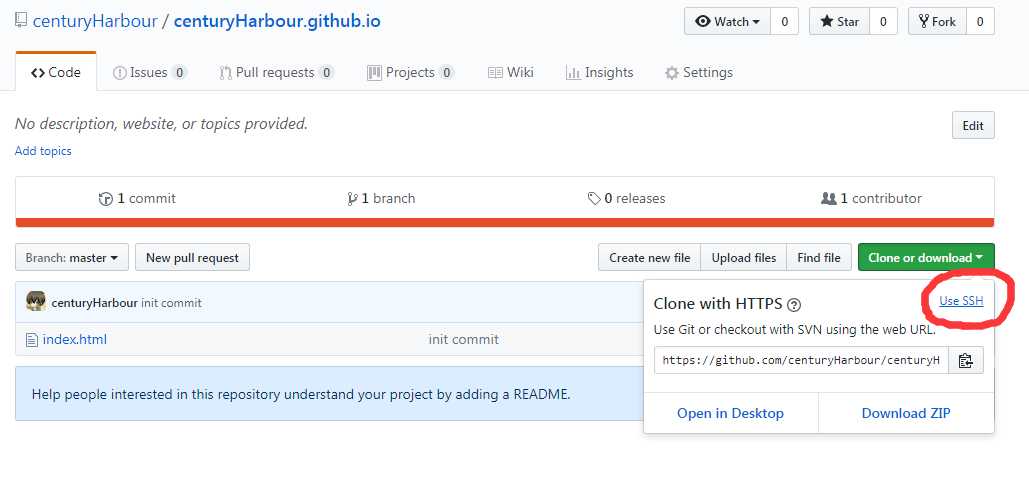 centuryHarbour / centuryHarbour.github.io
Watch 0 Star 0 Fork 0
Code Issues 0 Pull requests 0 Projects 0 Wiki Insights Settings
No description, website, or topics provided.
Edit
Add topics
1 commit 1 branch 0 releases 1 contributor
Branch: master New pull request Create new file Upload files Find file Clone or download
centuryHarbour init commit
index.html init commit
Help people interested in this repository understand your project by adding a README.
Clone with HTTPS ? Use SSH
Use Git or checkout with SVN using the web URL.
https://github.com/centuryHarbour/centuryH
Open in Desktop Download ZIP